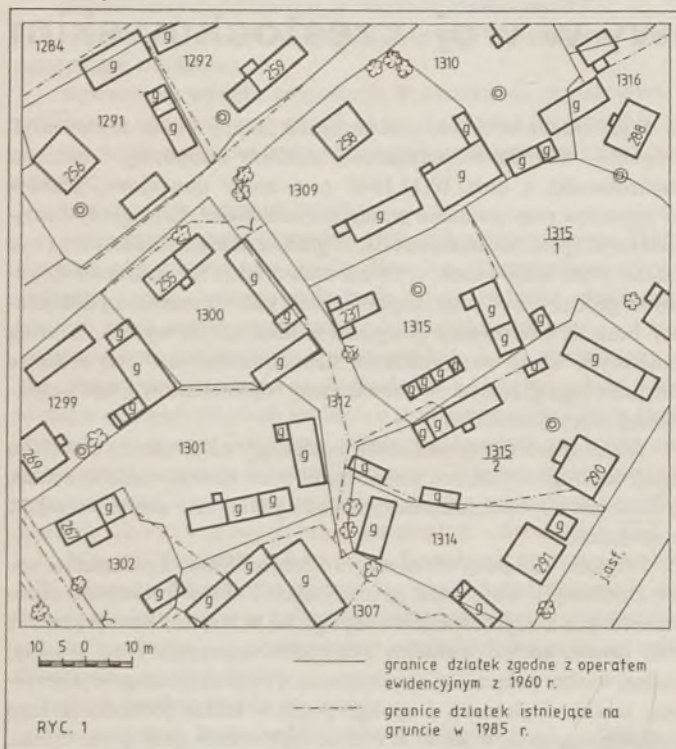 1284
1292
g
g
259
1310
1316
g
g
1291
256
258
g
288
g
g
g
1309
g
g
1315
1
255
g
1300
g
237
1315
g
g
g
g
g
g
g
g
g
g
g
g
g
g
1299
269
1312
1301
g
g
g
g
g
1315
2
290
267
g
g
g
g
g
g
g
1314
g
291
j.asf.
1302
g
g
g
g
g
1307
10 5 0 10 m
granice działek zgodne z operatem
ewidencyjnym z 1960 r.
granice działek istniejące na
gruncie w 1985 r.
RYC. 1